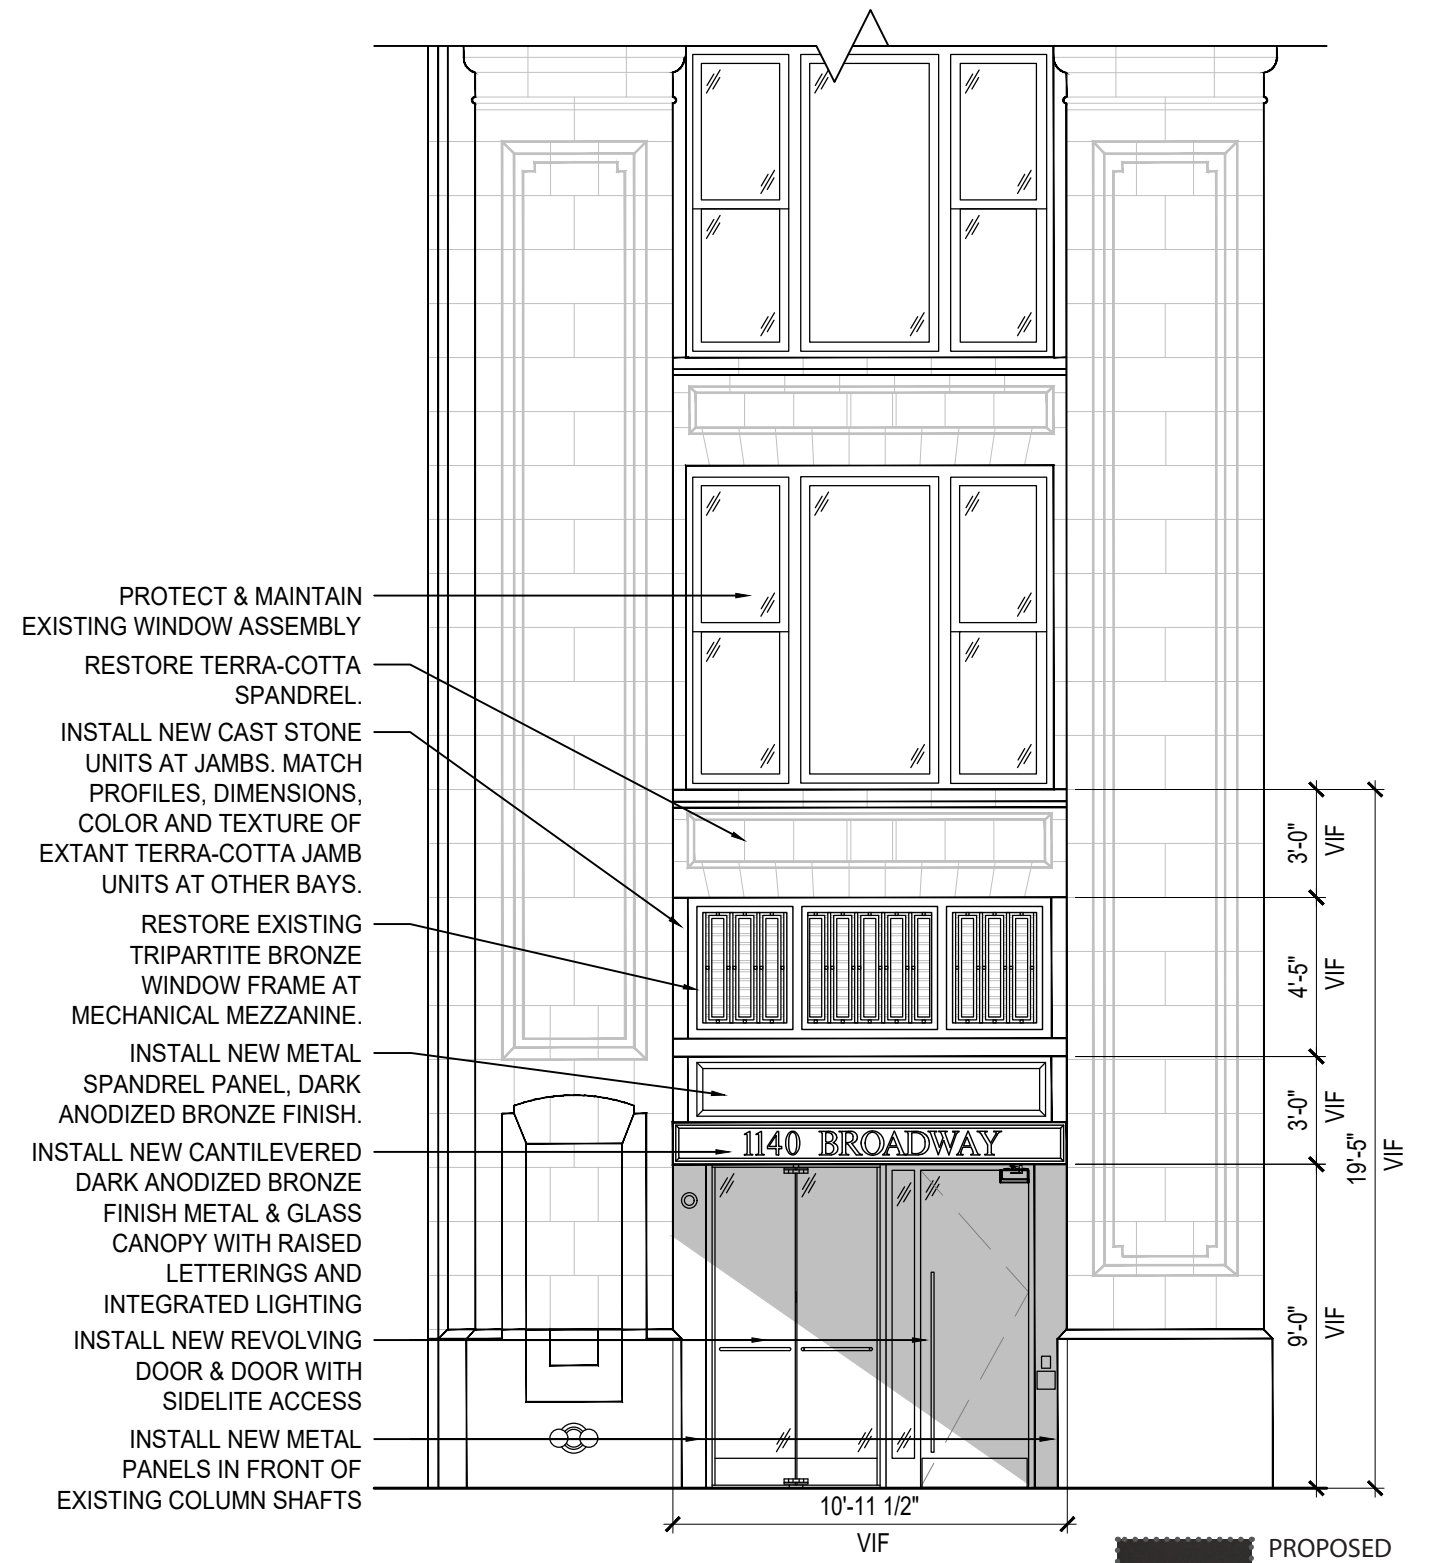 PROTECT & MAINTAIN
EXISTING WINDOW ASSEMBLY
RESTORE TERRA-COTTA
SPANDREL.
INSTALL NEW CAST STONE
UNITS AT JAMBS. MATCH
PROFILES, DIMENSIONS,
COLOR AND TEXTURE OF
EXTANT TERRA-COTTA JAMB
UNITS AT OTHER BAYS.
RESTORE EXISTING
TRIPARTITE BRONZE
WINDOW FRAME AT
MECHANICAL MEZZANINE.
INSTALL NEW METAL
SPANDREL PANEL, DARK
ANODIZED BRONZE FINISH.
INSTALL NEW CANTILEVERED
DARK ANODIZED BRONZE
FINISH METAL & GLASS
CANOPY WITH RAISED
LETTERINGS AND
INTEGRATED LIGHTING
INSTALL NEW REVOLVING
DOOR & DOOR WITH
SIDELITE ACCESS
INSTALL NEW METAL
PANELS IN FRONT OF
EXISTING COLUMN SHAFTS
1140 BROADWAY
3'-0"
VIF
4'-5"
VIF
3'-0"
VIF
9'-0"
VIF
19'-5"
VIF
10'-11 1/2"
VIF
PROPOSED